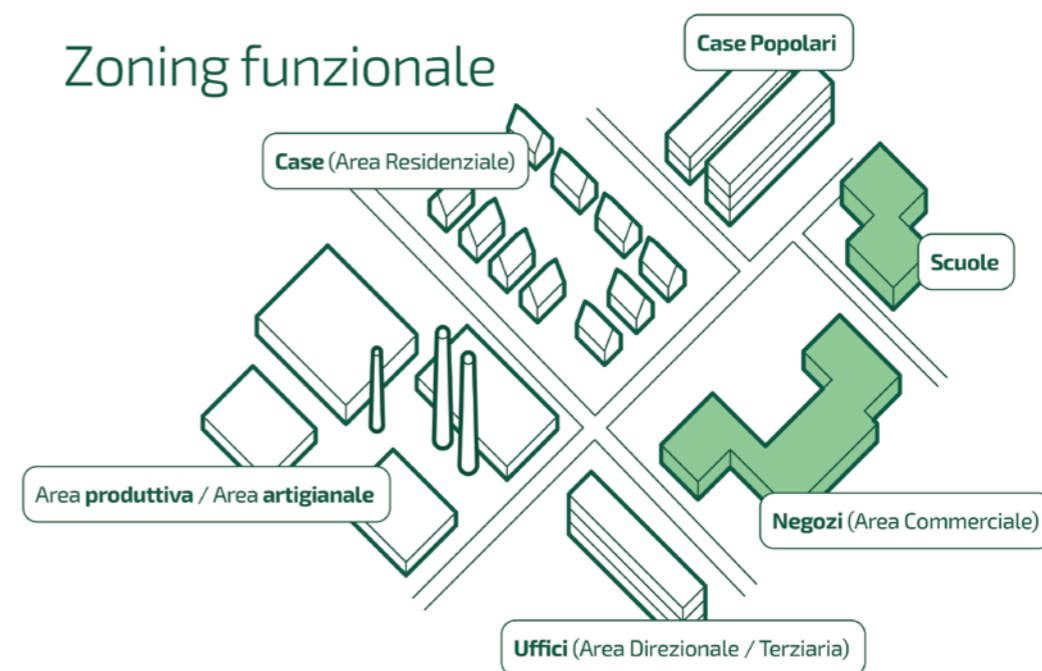 Zoning funzionale
Case Popolari
Case (Area Residenziale)
Scuole
Area produttiva / Area artigianale
Negozi (Area Commerciale)
Uffici (Area Direzionale / Terziaria)